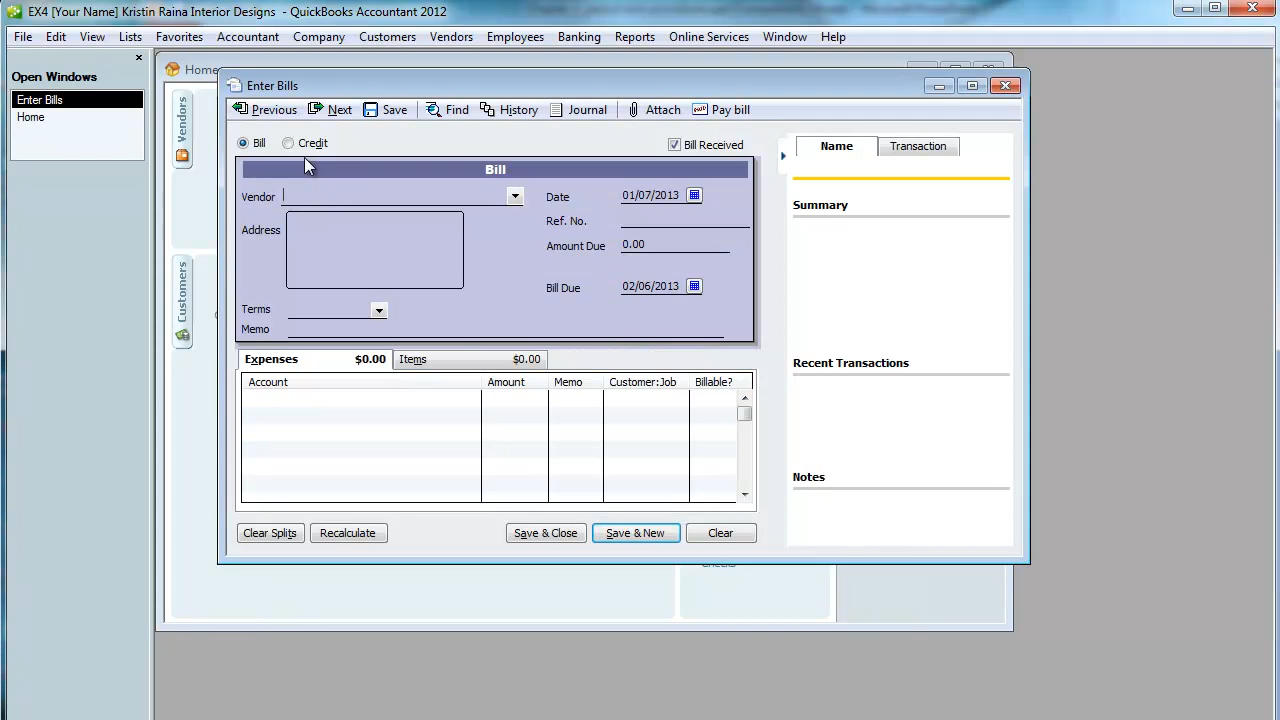 EX4 [Your Name] Kristin Raina Interior Designs - QuickBooks Accountant 2012
File Edit View Lists Favorites Accountant Company Customers Vendors Employees Banking Reports Online Services Window Help
Open Windows
Enter Bills
Home
Home
Vendors
Customers
Enter Bills
Previous Next Save Find History Journal Attach Pay bill
Bill Credit Bill Received
Bill
Vendor
Date 01/07/2013
Address
Ref. No.
Amount Due 0.00
Bill Due 02/06/2013
Terms
Memo
Expenses $0.00 Items $0.00
Account Amount Memo Customer:Job Billable?
Clear Splits Recalculate Save & Close Save & New Clear
Name Transaction
Summary
Recent Transactions
Notes